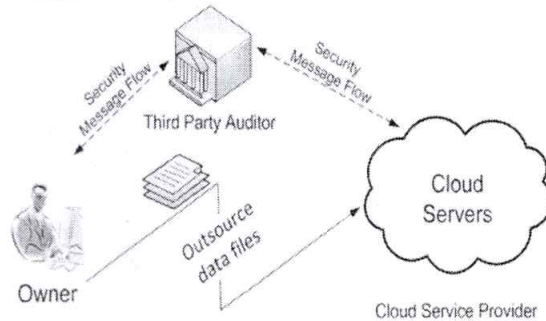 Security
Message Flow
Security
Message Flow
Third Party Auditor
Cloud
Servers
Outsource
data files
Owner
Cloud Service Provider